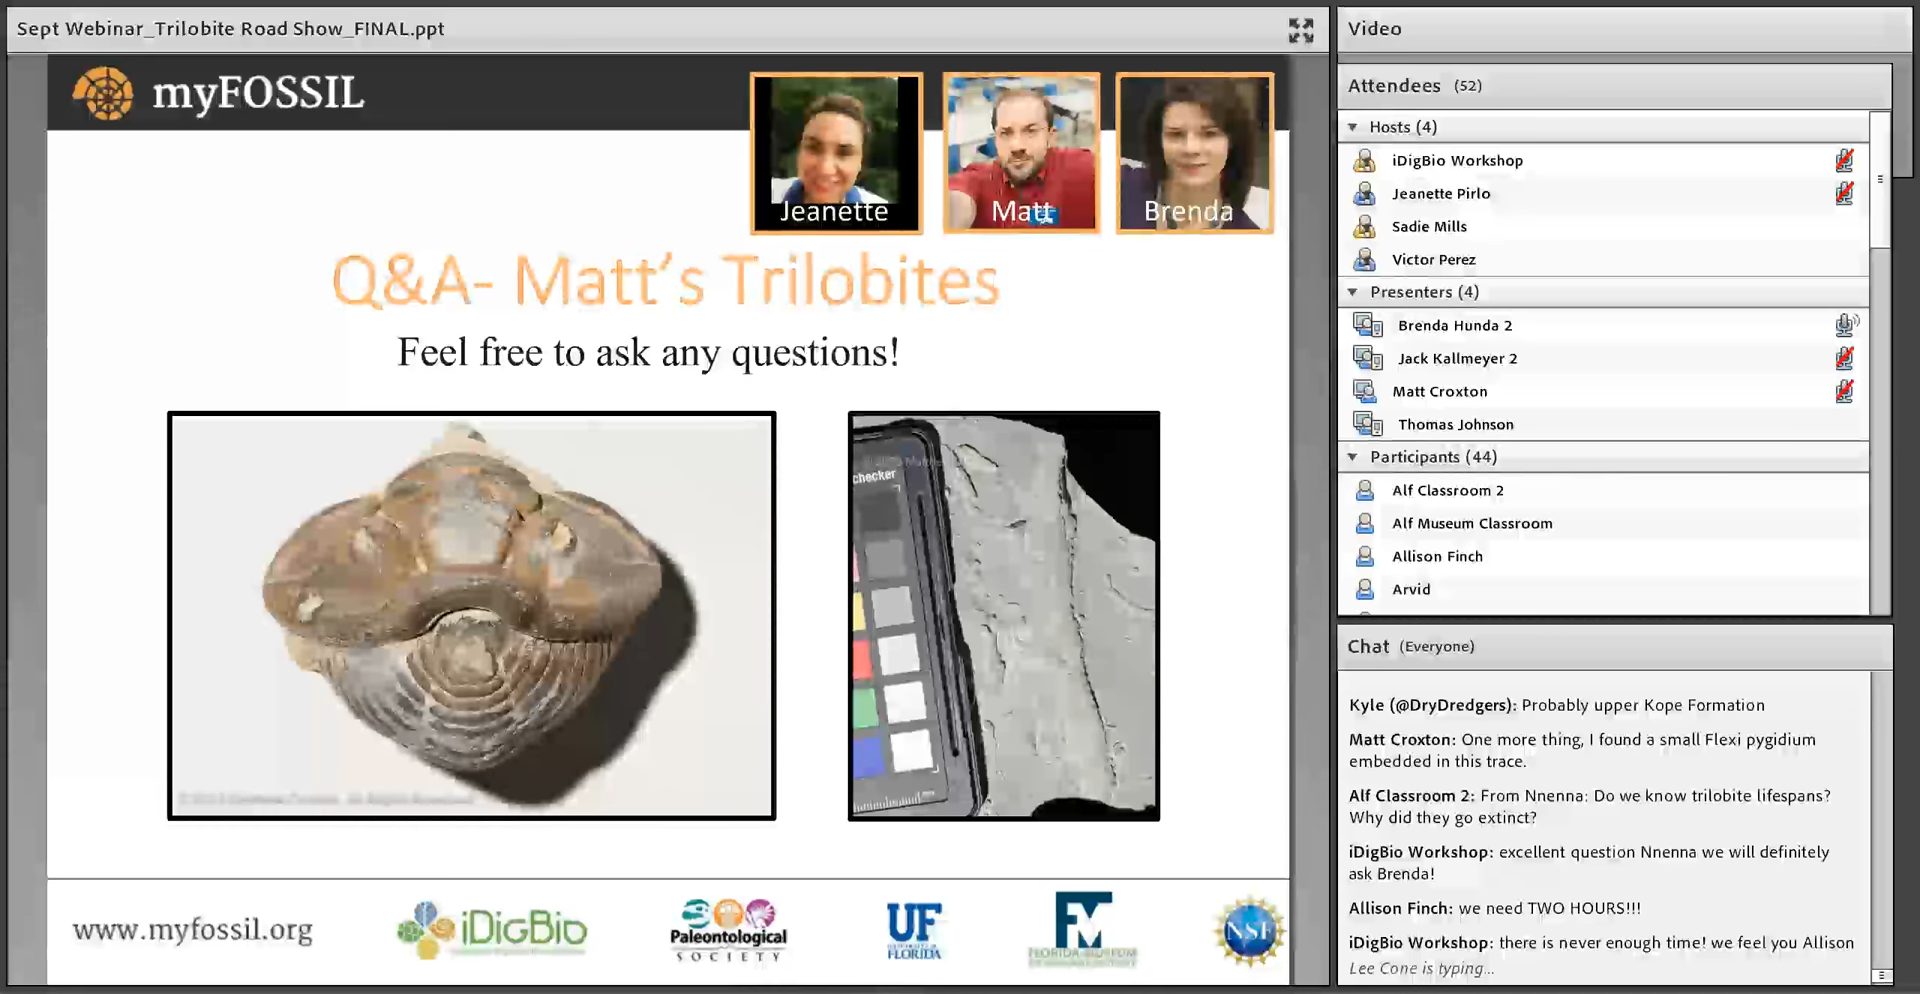 Sept Webinar_Trilobite Road Show_FINAL.ppt
myFOSSIL
Jeanette
Matt
Brenda
Q&A- Matt's Trilobites
Feel free to ask any questions!
checker
www.myfossil.org
iDigBio
Paleontological
SOCIETY
UF
FLORIDA
FM
FLORIDA MUSEUM
NSF
Video
Attendees (52)
Hosts (4)
iDigBio Workshop
Jeanette Pirlo
Sadie Mills
Victor Perez
Presenters (4)
Brenda Hunda 2
Jack Kallmeyer 2
Matt Croxton
Thomas Johnson
Participants (44)
Alf Classroom 2
Alf Museum Classroom
Allison Finch
Arvid
Chat (Everyone)
Kyle (@DryDredgers): Probably upper Kope Formation
Matt Croxton: One more thing, I found a small Flexi pygidium
embedded in this trace.
Alf Classroom 2: From Nnenna: Do we know trilobite lifespans?
Why did they go extinct?
iDigBio Workshop: excellent question Nnenna we will definitely
ask Brenda!
Allison Finch: we need TWO HOURS!!!
iDigBio Workshop: there is never enough time! we feel you Allison
Lee Cone is typing...